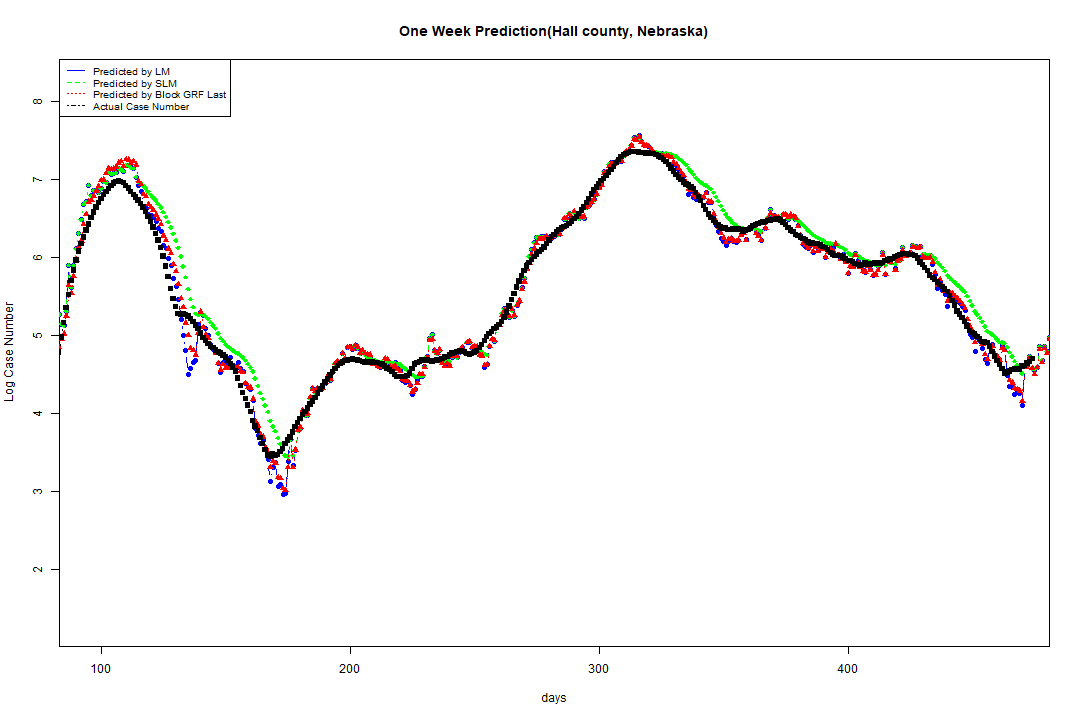 One Week Prediction(Hall county, Nebraska)
Predicted by LM
Predicted by SLM
Predicted by Block GRF Last
Actual Case Number
8
7
6
5
4
3
2
Log Case Number
100 200 300 400
days